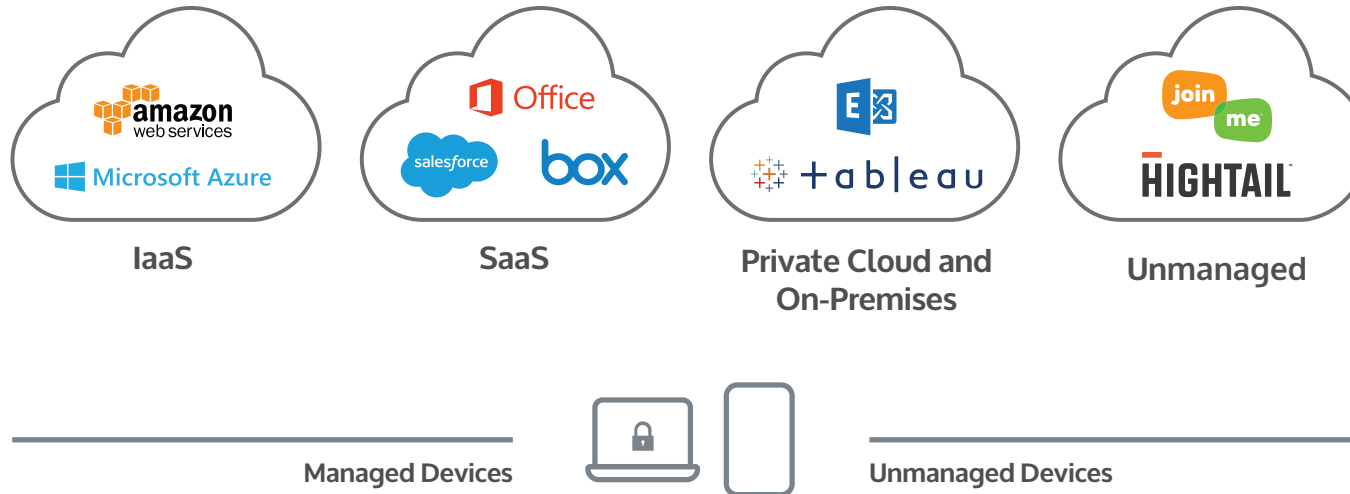 amazon
web services
Microsoft Azure
IaaS
Office
salesforce
box
SaaS
E
+ableau
Private Cloud and
On-Premises
join
me
HIGHTAIL
Unmanaged
Managed Devices
Unmanaged Devices